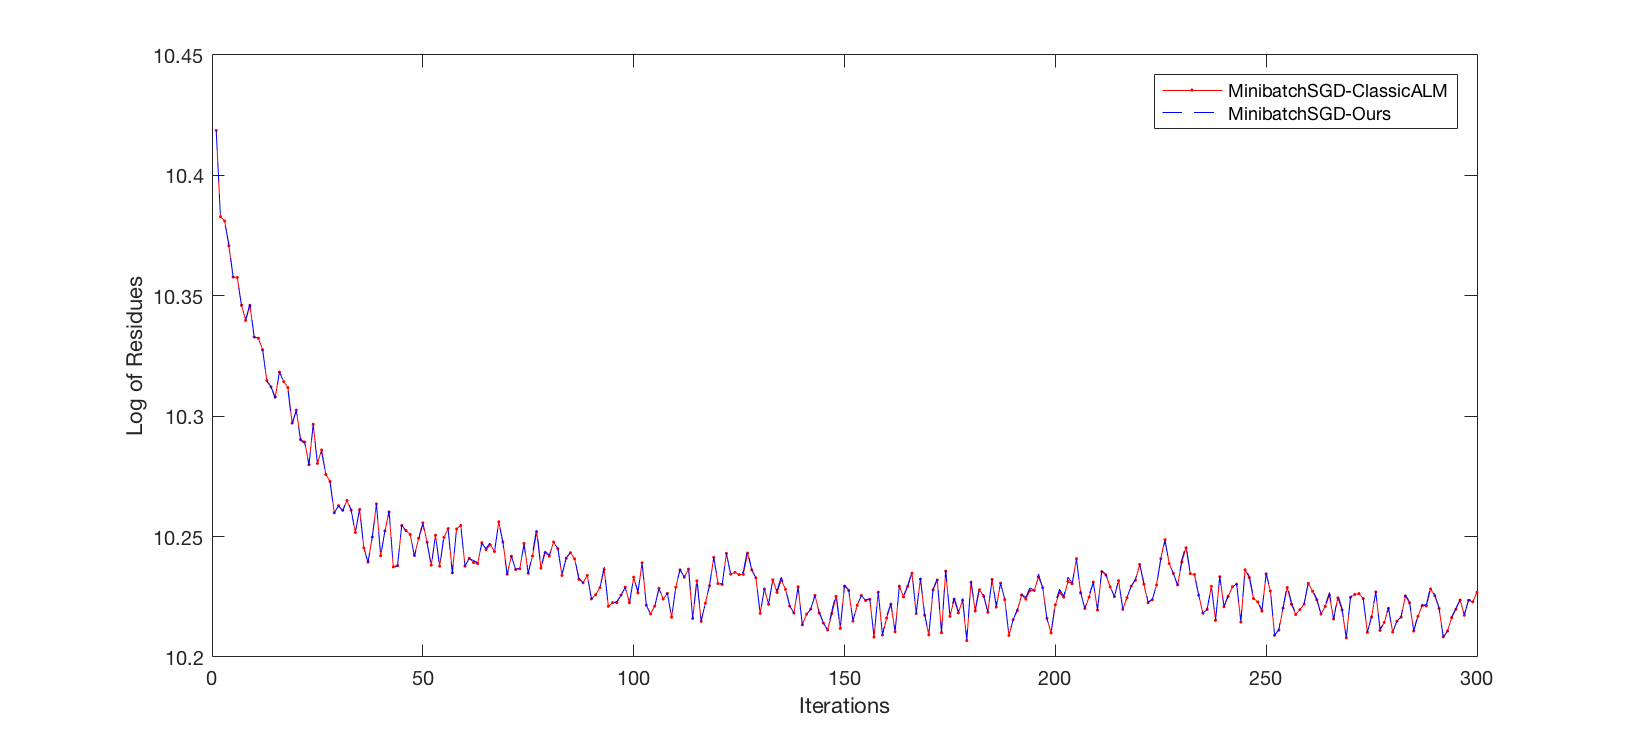 10.45
10.4
10.35
10.3
10.25
10.2
Log of Residues
MinibatchSGD-ClassicALM
MinibatchSGD-Ours
0 50 100 150 200 250 300
Iterations